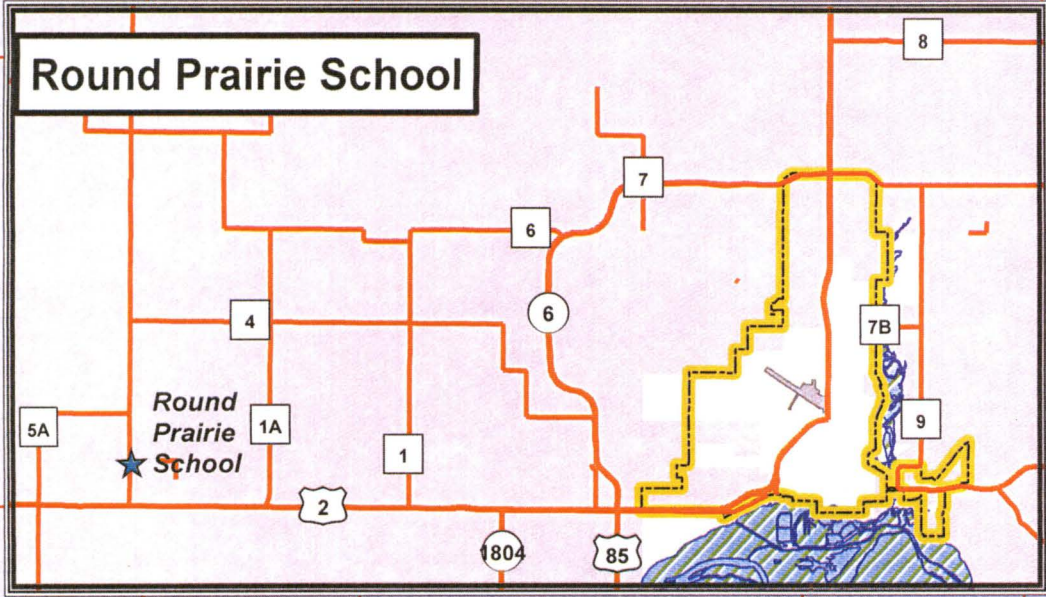 Round Prairie School
8
7
6
6
4
7B
5A
Round
Prairie
School
1A
1
9
2
1804
85